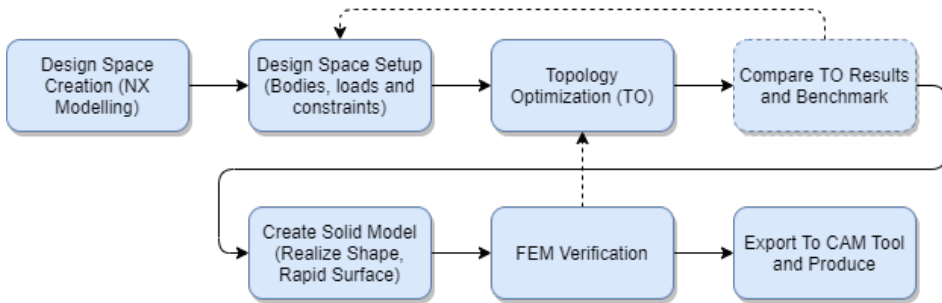 Design Space
Creation (NX
Modelling)
Design Space Setup
(Bodies, loads and
constraints)
Topology
Optimization (TO)
Compare TO Results
and Benchmark
Create Solid Model
(Realize Shape,
Rapid Surface)
FEM Verification
Export To CAM Tool
and Produce